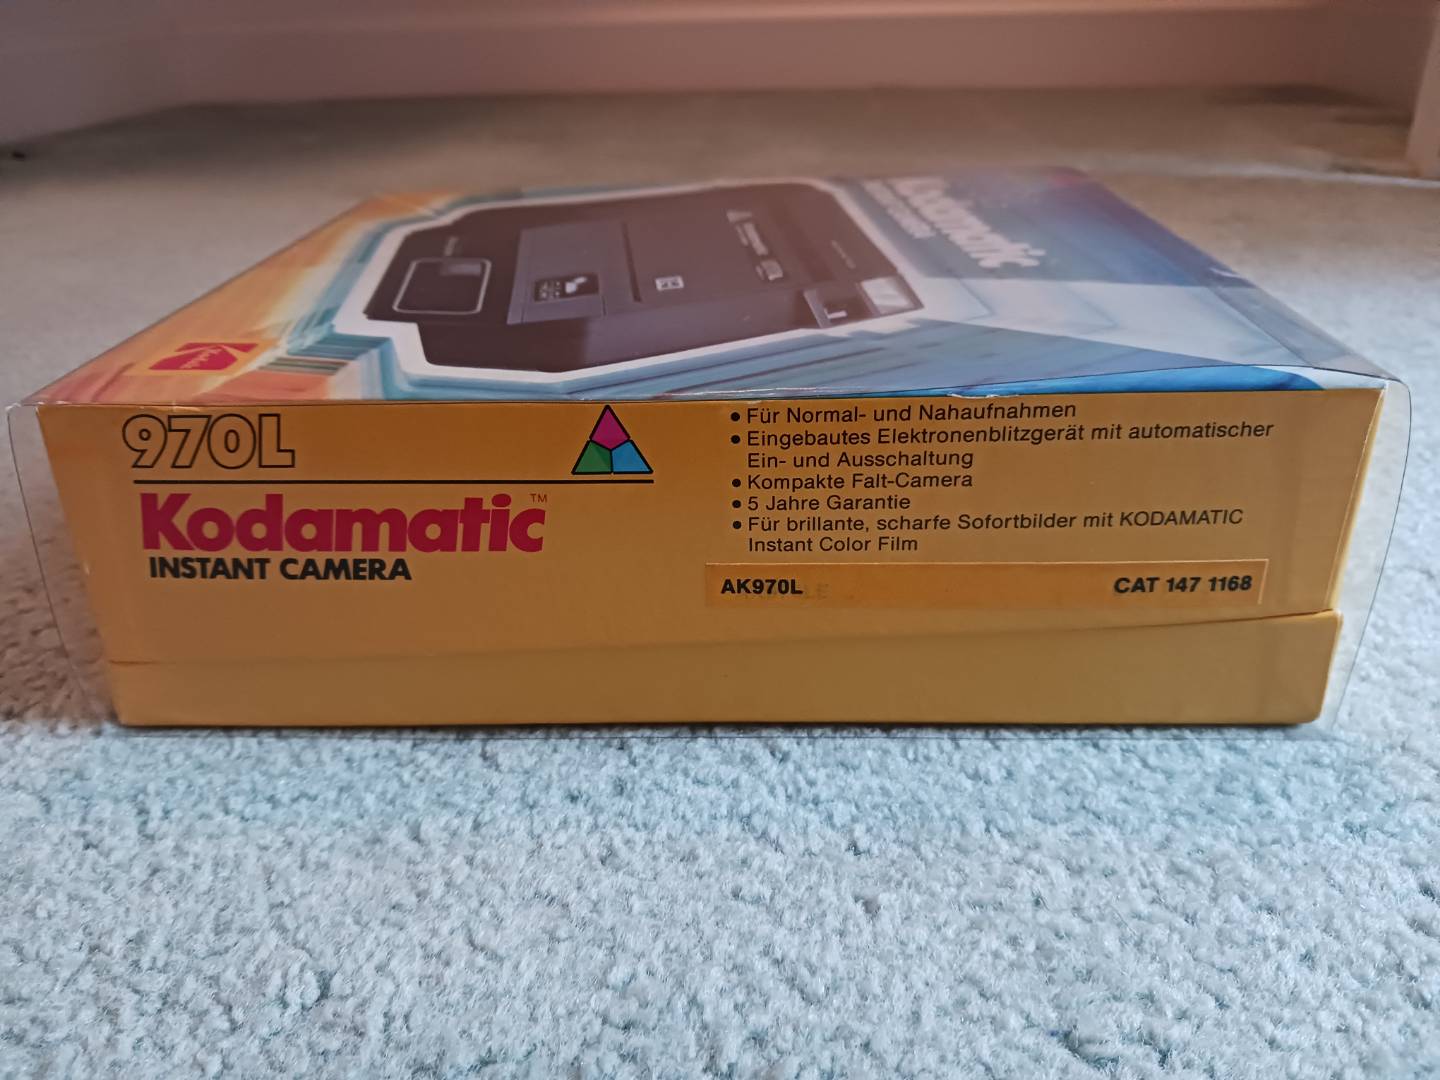 Kodamatic
Kodak
970L
Kodamatic™
INSTANT CAMERA
• Für Normal- und Nahaufnahmen
• Eingebautes Elektronenblitzgerät mit automatischer
Ein- und Ausschaltung
• Kompakte Falt-Camera
• 5 Jahre Garantie
• Für brillante, scharfe Sofortbilder mit KODAMATIC
Instant Color Film
AK970L CAT 147 1168